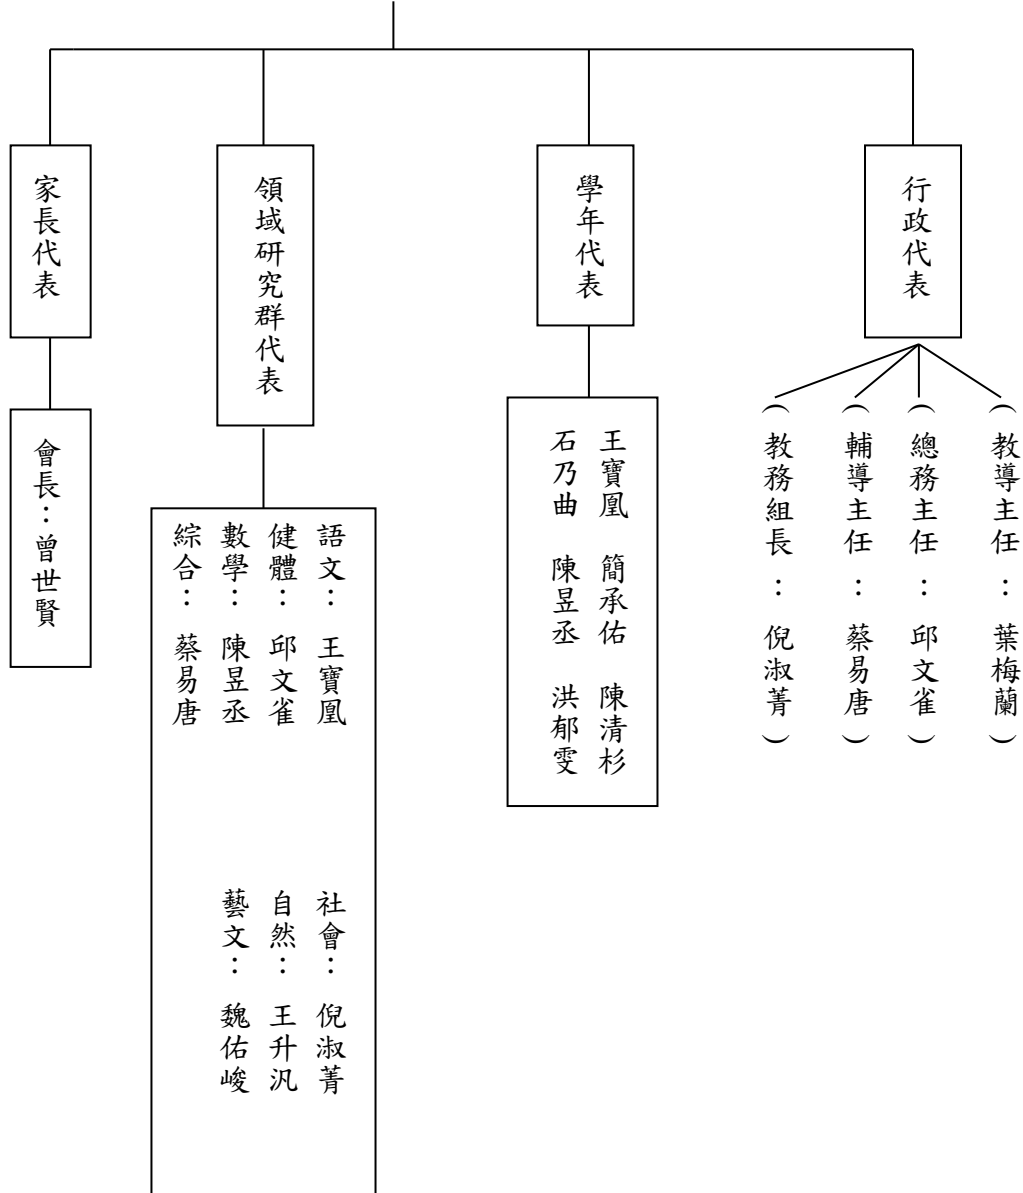 行政代表
（教導主任：葉梅蘭）
（總務主任：邱文雀）
（輔導主任：蔡易唐）
（教務組長：倪淑菁）
學年代表
王寶凰 簡承佑 陳清杉
石乃曲 陳昱丞 洪郁雯
領域研究群代表
語文： 王寶凰 社會： 倪淑菁
健體： 邱文雀 自然： 王升汎
數學： 陳昱丞 藝文： 魏佑峻
綜合： 蔡易唐
家長代表
會長：曾世賢